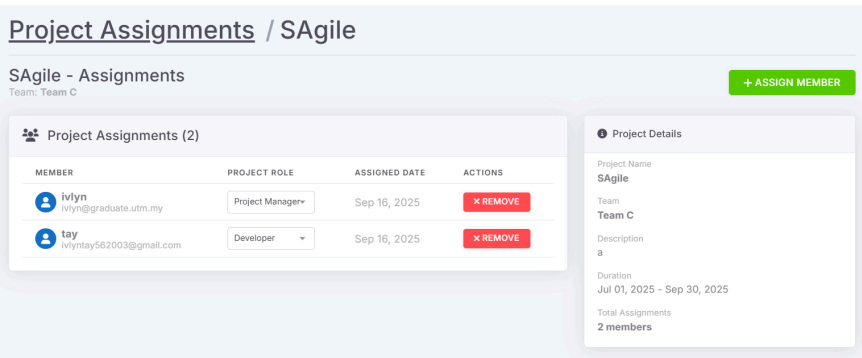 Project Assignments / SAgile
SAgile - Assignments
Team: Team C
+ ASSIGN MEMBER
Project Assignments (2)
MEMBER PROJECT ROLE ASSIGNED DATE ACTIONS
ivlyn
ivlyn@graduate.utm.my
Project Manager
Sep 16, 2025
× REMOVE
tay
ivlyntay562003@gmail.com
Developer
Sep 16, 2025
× REMOVE
Project Details
Project Name
SAgile
Team
Team C
Description
a
Duration
Jul 01, 2025 - Sep 30, 2025
Total Assignments
2 members